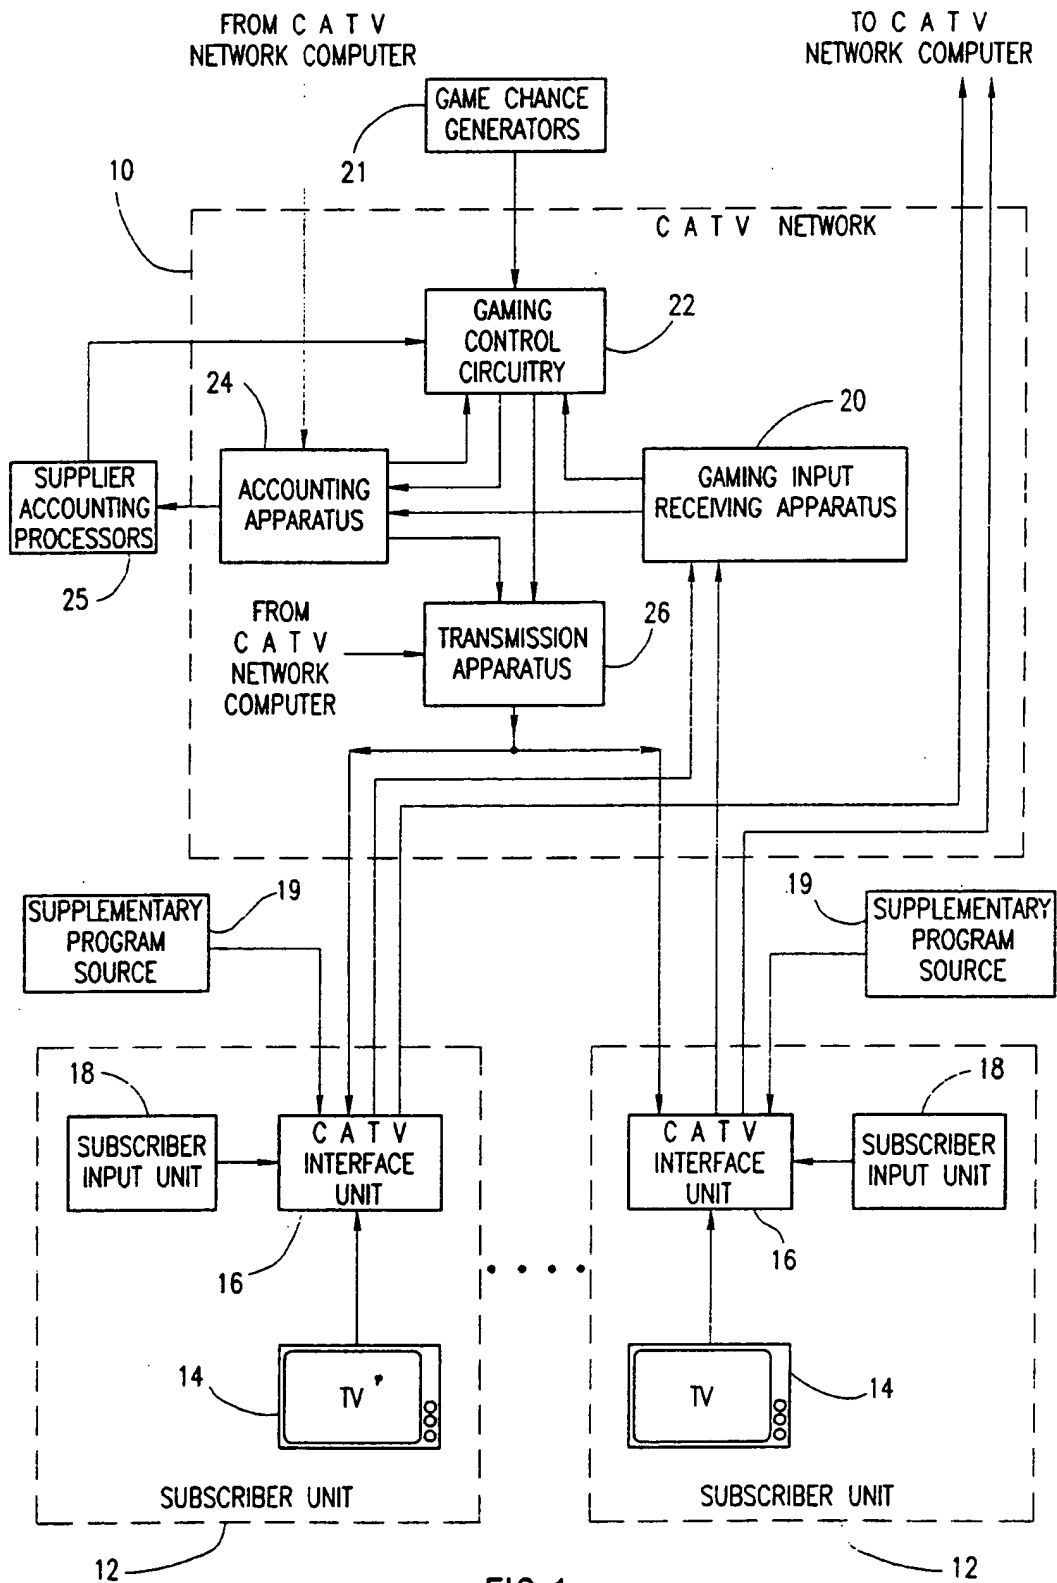 FROM C A T V
NETWORK COMPUTER
TO C A T V
NETWORK COMPUTER
GAME CHANCE
GENERATORS
21
10
C A T V NETWORK
GAMING
CONTROL
CIRCUITRY
22
24
20
SUPPLIER
ACCOUNTING
PROCESSORS
25
ACCOUNTING
APPARATUS
GAMING INPUT
RECEIVING APPARATUS
FROM
C A T V
NETWORK
COMPUTER
TRANSMISSION
APPARATUS
26
SUPPLEMENTARY
PROGRAM
SOURCE
19
19
SUPPLEMENTARY
PROGRAM
SOURCE
18
SUBSCRIBER
INPUT UNIT
C A T V
INTERFACE
UNIT
16
C A T V
INTERFACE
UNIT
16
18
SUBSCRIBER
INPUT UNIT
14
TV
TV
14
SUBSCRIBER UNIT
SUBSCRIBER UNIT
12
12